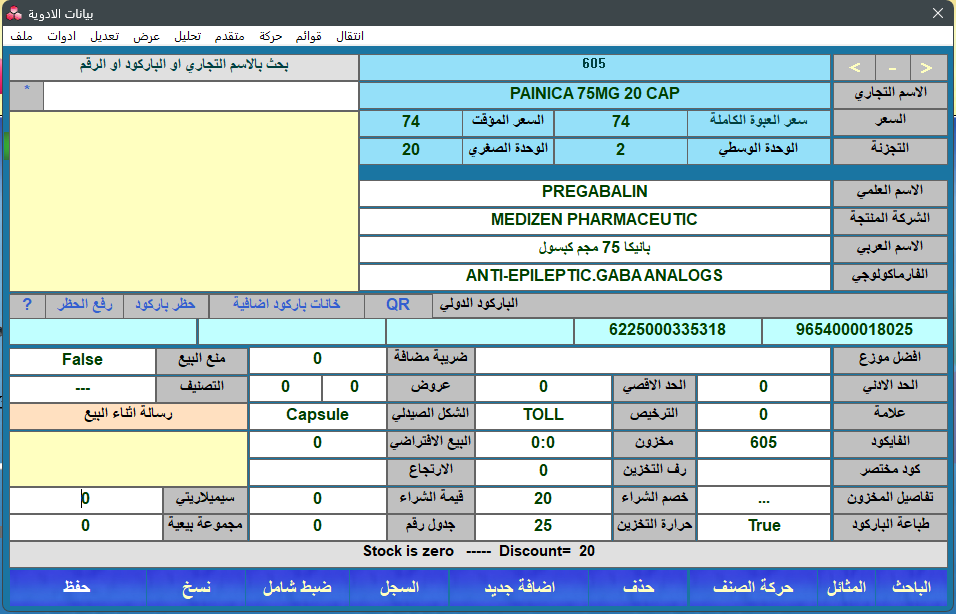 بيانات الادوية
ملف ادوات تعديل عرض تحليل متقدم حركة قوائم انتقال
بحث بالاسم التجاري او الباركود او الرقم
605
< - >
*
PAINICA 75MG 20 CAP
الاسم التجاري
السعر
سعر العبوة الكاملة
74
السعر المؤقت
74
التجزئة
الوحدة الوسطي
2
الوحدة الصغري
20
الاسم العلمي
PREGABALIN
الشركة المنتجة
MEDIZEN PHARMACEUTIC
الاسم العربي
بانيكا 75 مجم كبسول
الفارماكولوجي
ANTI-EPILEPTIC.GABA ANALOGS
الباركود الدولي
QR
خانات باركود اضافية
حظر باركود
رفع الحظر
?
9654000018025
6225000335318
افضل موزع
ضريبة مضافة
0
منع البيع
False
الحد الادني
0
الحد الاقصي
0
عروض
0
0
التصنيف
---
علامة
0
الترخيص
TOLL
الشكل الصيدلي
Capsule
رسالة اثناء البيع
الفايكود
605
مخزون
0:0
البيع الافتراضي
0
كود مختصر
رف التخزين
0
الارتجاع
تفاصيل المخزون
...
خصم الشراء
20
قيمة الشراء
0
سيميلاريتي
0
طباعة الباركود
True
حرارة التخزين
25
جدول رقم
0
مجموعة بيعية
0
Stock is zero ----- Discount= 20
الباحث
المثائل
حركة الصنف
حذف
اضافة جديد
السجل
ضبط شامل
نسخ
حفظ